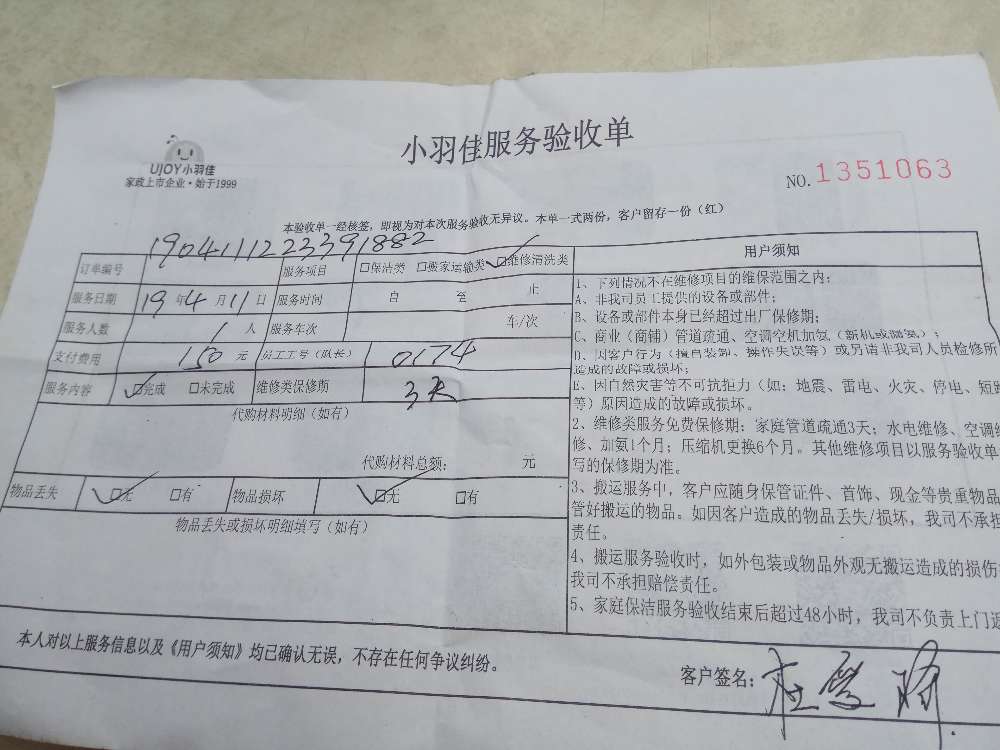 UJOY小羽佳
家政上市企业·始于1999
小羽佳服务验收单
NO.1351063
本验收单一经核签，即视为对本次服务验收无异议。本单一式两份，客户留存一份（红）
订单编号 1904111223391882
服务项目 □保洁类 □搬家运输类 □维修清洗类
服务日期 19年4月11日 服务时间 自 至 止
服务人数 1人 服务车次 车/次
支付费用 150元 员工工号（队长） 0174
服务内容 □完成 □未完成 维修类保修期 3天
代购材料明细（如有）
代购材料总额： 元
物品丢失 □无 □有 物品损坏 □无 □有
物品丢失或损坏明细填写（如有）
用户须知
1、下列情况不在维修项目的维保范围之内：
A、非我司员工提供的设备或部件；
B、设备或部件本身已经超过出厂保修期；
C、商业（商铺）管道疏通、空调空机加氨（新机或随装）；
D、因客户行为（擅自装卸、操作失误等）或另请非我司人员检修所
造成的故障或损坏；
E、因自然灾害等不可抗拒力（如：地震、雷电、火灾、停电、短路
等）原因造成的故障或损坏。
2、维修类服务免费保修期：家庭管道疏通3天；水电维修、空调维
修、加氨1个月；压缩机更换6个月。其他维修项目以服务验收单
写的保修期为准。
3、搬运服务中，客户应随身保管证件、首饰、现金等贵重物品
管好搬运的物品。如因客户造成的物品丢失/损坏，我司不承担
责任。
4、搬运服务验收时，如外包装或物品外观无搬运造成的损伤
我司不承担赔偿责任。
5、家庭保洁服务验收结束后超过48小时，我司不负责上门返
本人对以上服务信息以及《用户须知》均已确认无误，不存在任何争议纠纷。
客户签名：